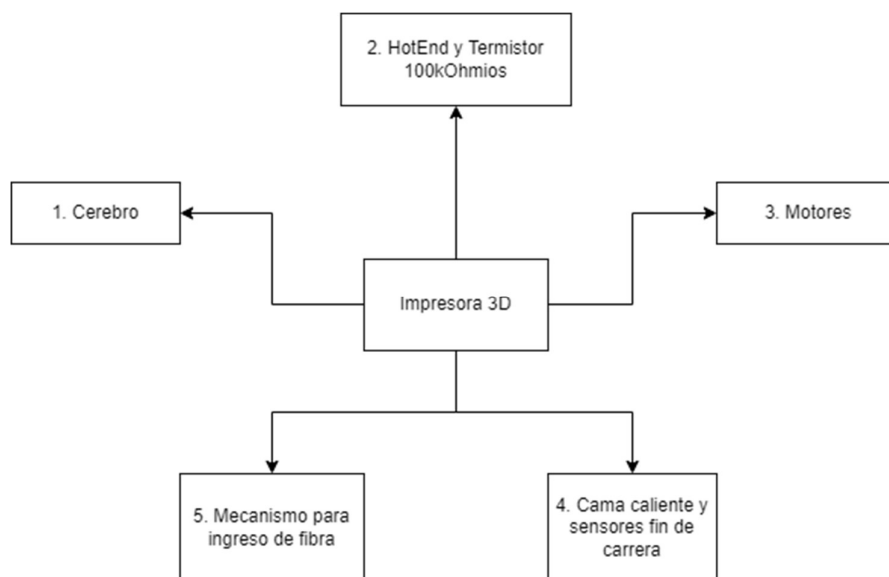 2. HotEnd y Termistor
100kOhmios
1. Cerebro
3. Motores
Impresora 3D
5. Mecanismo para
ingreso de fibra
4. Cama caliente y
sensores fin de
carrera